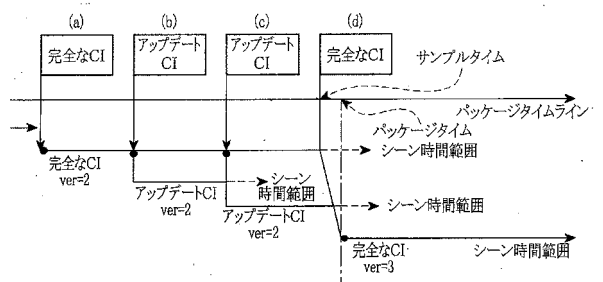 (a)
(b)
(c)
(d)
完全なCI
アップデート
CI
アップデート
CI
完全なCI
サンプルタイム
パッケージタイムライン
パッケージタイム
完全なCI
ver=2
シーン
時間範囲
シーン時間範囲
アップデートCI
ver=2
シーン時間範囲
アップデートCI
ver=2
完全なCI
ver=3
シーン時間範囲